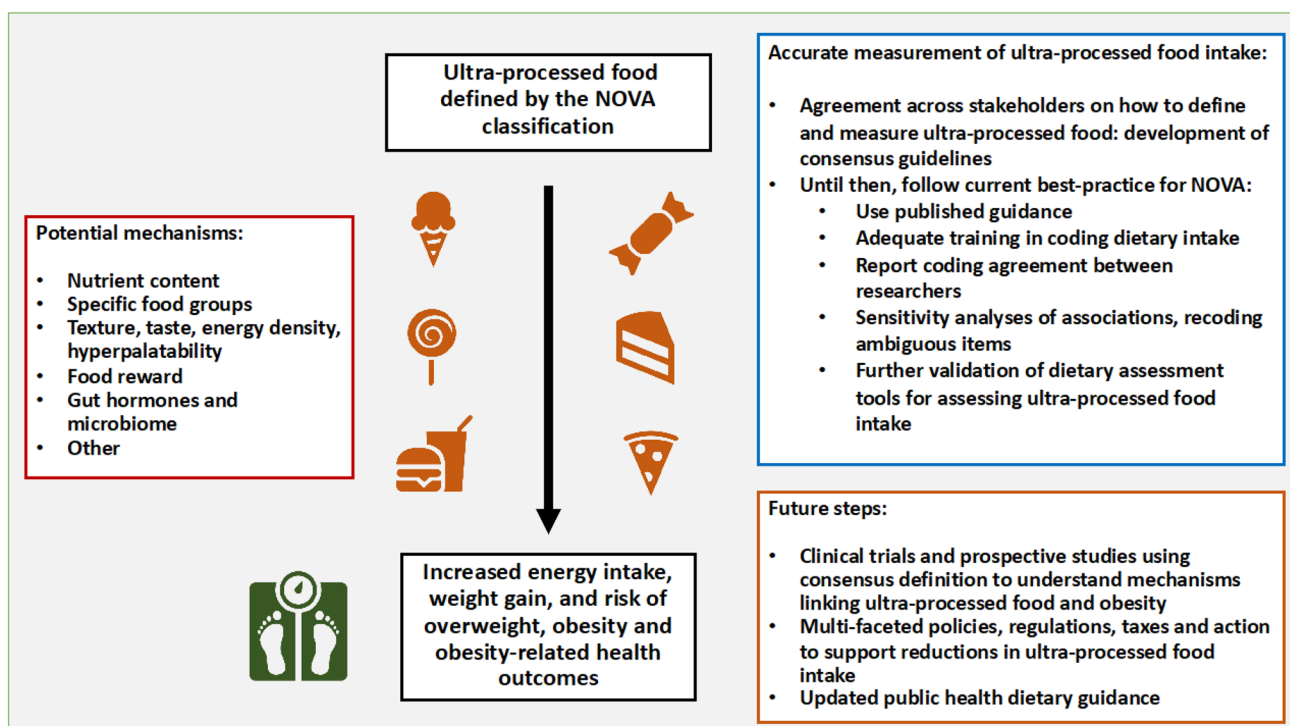 Ultra-processed food
defined by the NOVA
classification
Potential mechanisms:
• Nutrient content
• Specific food groups
• Texture, taste, energy density,
hyperpalatability
• Food reward
• Gut hormones and
microbiome
• Other
Increased energy intake,
weight gain, and risk of
overweight, obesity and
obesity-related health
outcomes
Accurate measurement of ultra-processed food intake:
• Agreement across stakeholders on how to define
and measure ultra-processed food: development of
consensus guidelines
• Until then, follow current best-practice for NOVA:
• Use published guidance
• Adequate training in coding dietary intake
• Report coding agreement between
researchers
• Sensitivity analyses of associations, recoding
ambiguous items
• Further validation of dietary assessment
tools for assessing ultra-processed food
intake
Future steps:
• Clinical trials and prospective studies using
consensus definition to understand mechanisms
linking ultra-processed food and obesity
• Multi-faceted policies, regulations, taxes and action
to support reductions in ultra-processed food
intake
• Updated public health dietary guidance